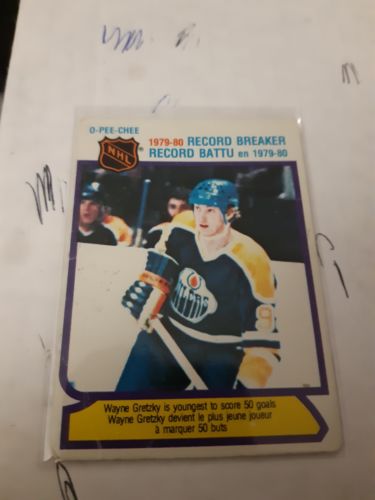 O-PEE-CHEE
NHL
1979-80 RECORD BREAKER
RECORD BATTU en 1979-80
OILERS
9
Wayne Gretzky is youngest to score 50 goals
Wayne Gretzky devient le plus jeune joueur
à marquer 50 buts